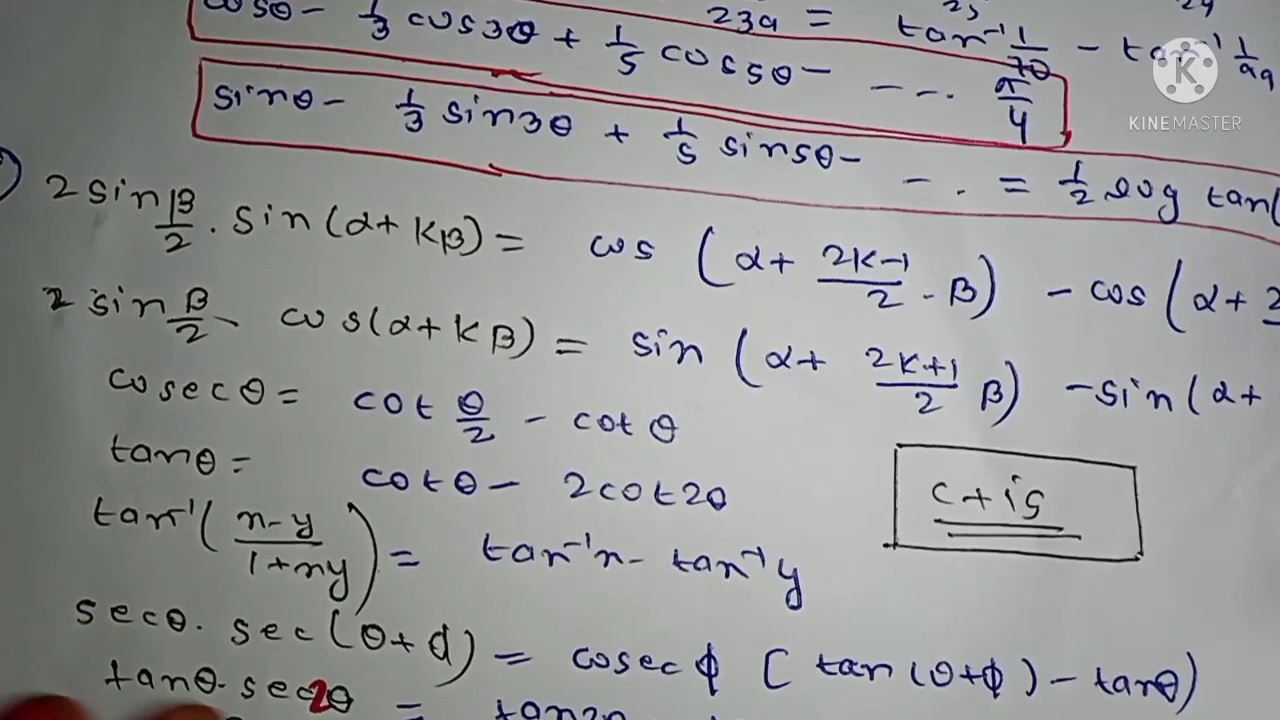 cosθ - 1/3 cos3θ + 1/5 cos5θ - --. π/4
239 = tan⁻¹ 1/70 - tan⁻¹ 1/99
sinθ - 1/3 sin3θ + 1/5 sin5θ - --. = 1/2 log tan(
2 sin β/2 . sin(α + kβ) = cos (α + 2k-1/2 . β) - cos (α + 2
2 sin β/2 . cos(α + kβ) = sin (α + 2k+1/2 β) - sin(α +
cosecθ = cot θ/2 - cot θ
tanθ = cotθ - 2cot2θ
c + is
tan⁻¹(x-y/1+xy) = tan⁻¹x - tan⁻¹y
secθ. sec(θ+ϕ) = cosecϕ [tan(θ+ϕ) - tanθ)
tanθ. sec2θ = tan2θ
KINEMASTER